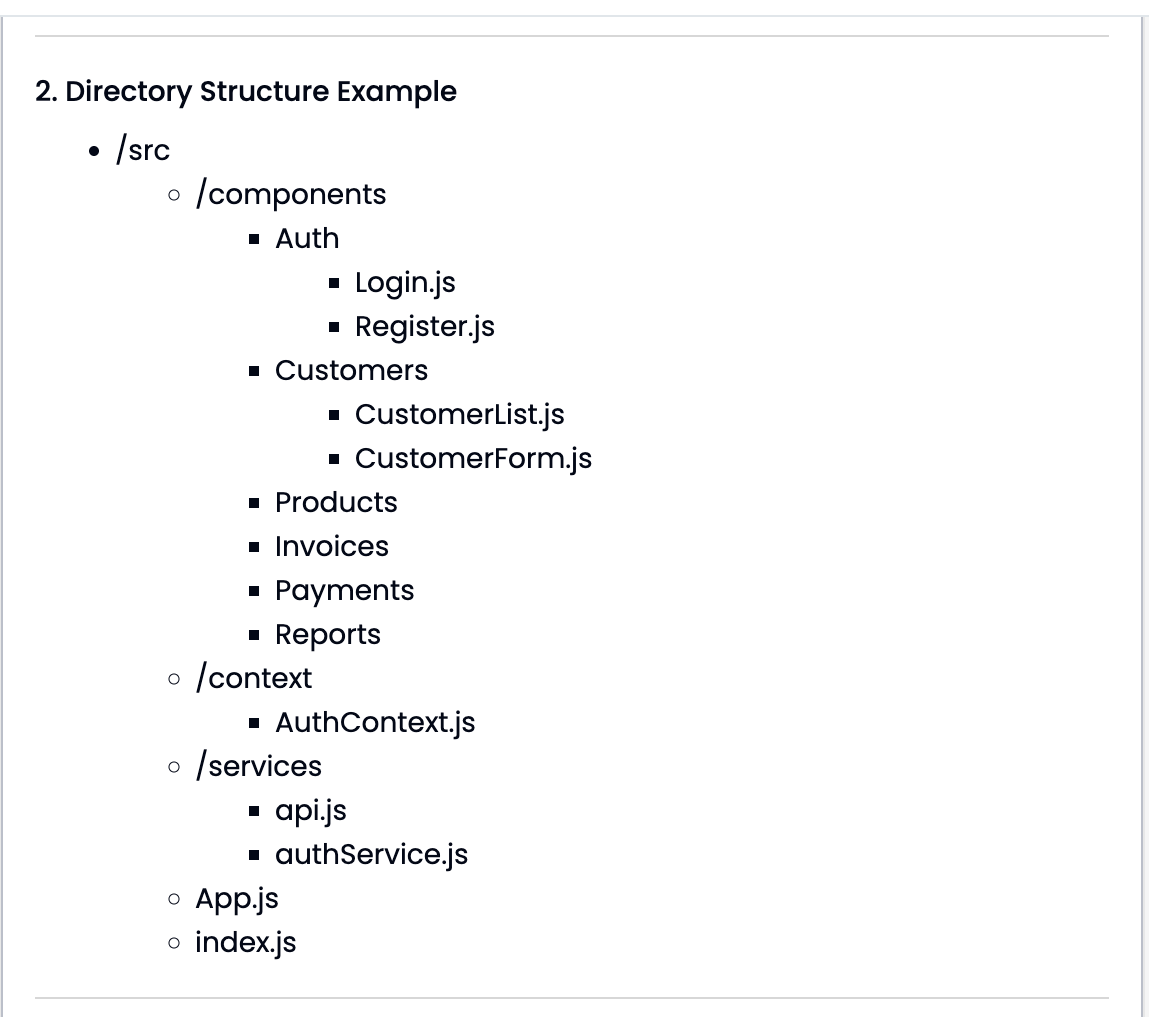 2. Directory Structure Example
/src
/components
Auth
Login.js
Register.js
Customers
CustomerList.js
CustomerForm.js
Products
Invoices
Payments
Reports
/context
AuthContext.js
/services
api.js
authService.js
App.js
index.js